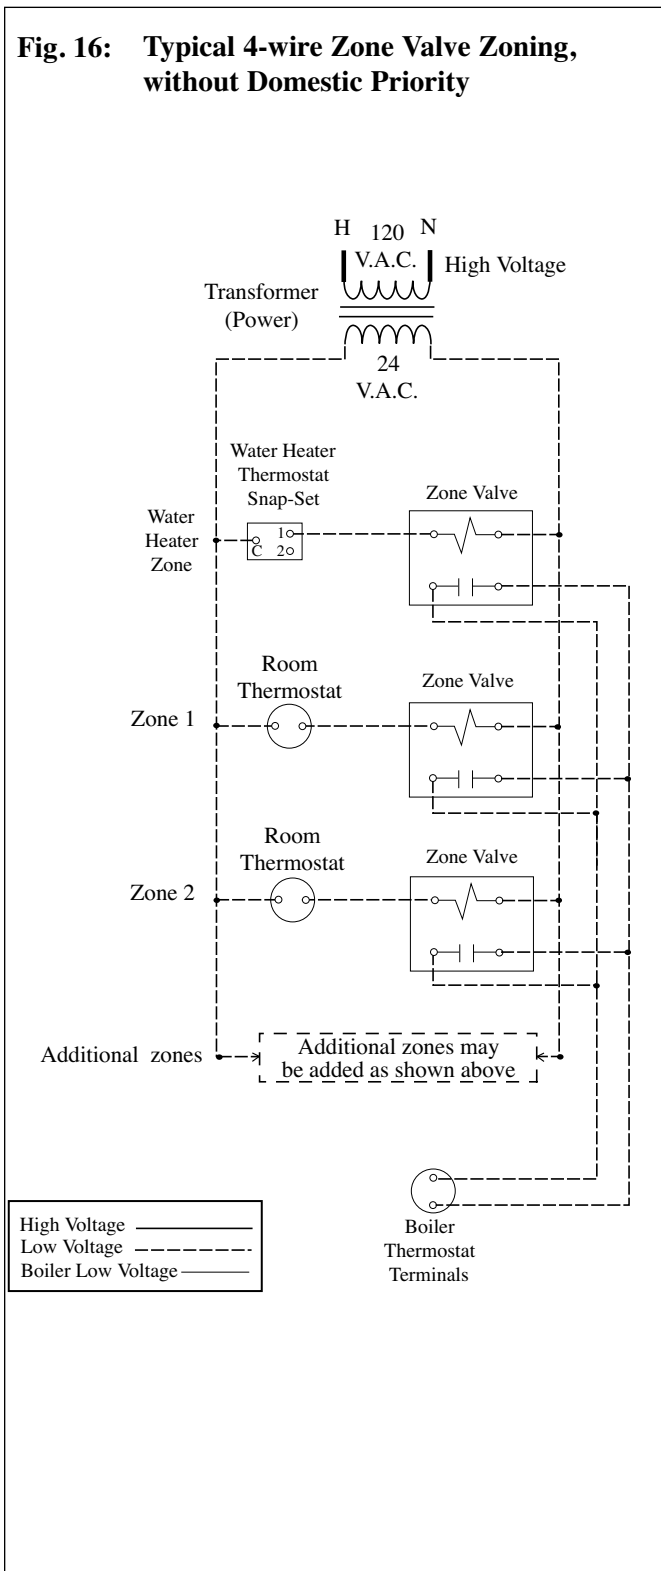 Fig. 16: Typical 4-wire Zone Valve Zoning,
without Domestic Priority
H 120 N
V.A.C.
High Voltage
Transformer
(Power)
24
V.A.C.
Water Heater
Thermostat
Snap-Set
Zone Valve
Water
Heater
Zone
1
C 2
Room
Thermostat
Zone Valve
Zone 1
Room
Thermostat
Zone Valve
Zone 2
Additional zones
Additional zones may
be added as shown above
Boiler
Thermostat
Terminals
High Voltage
Low Voltage
Boiler Low Voltage